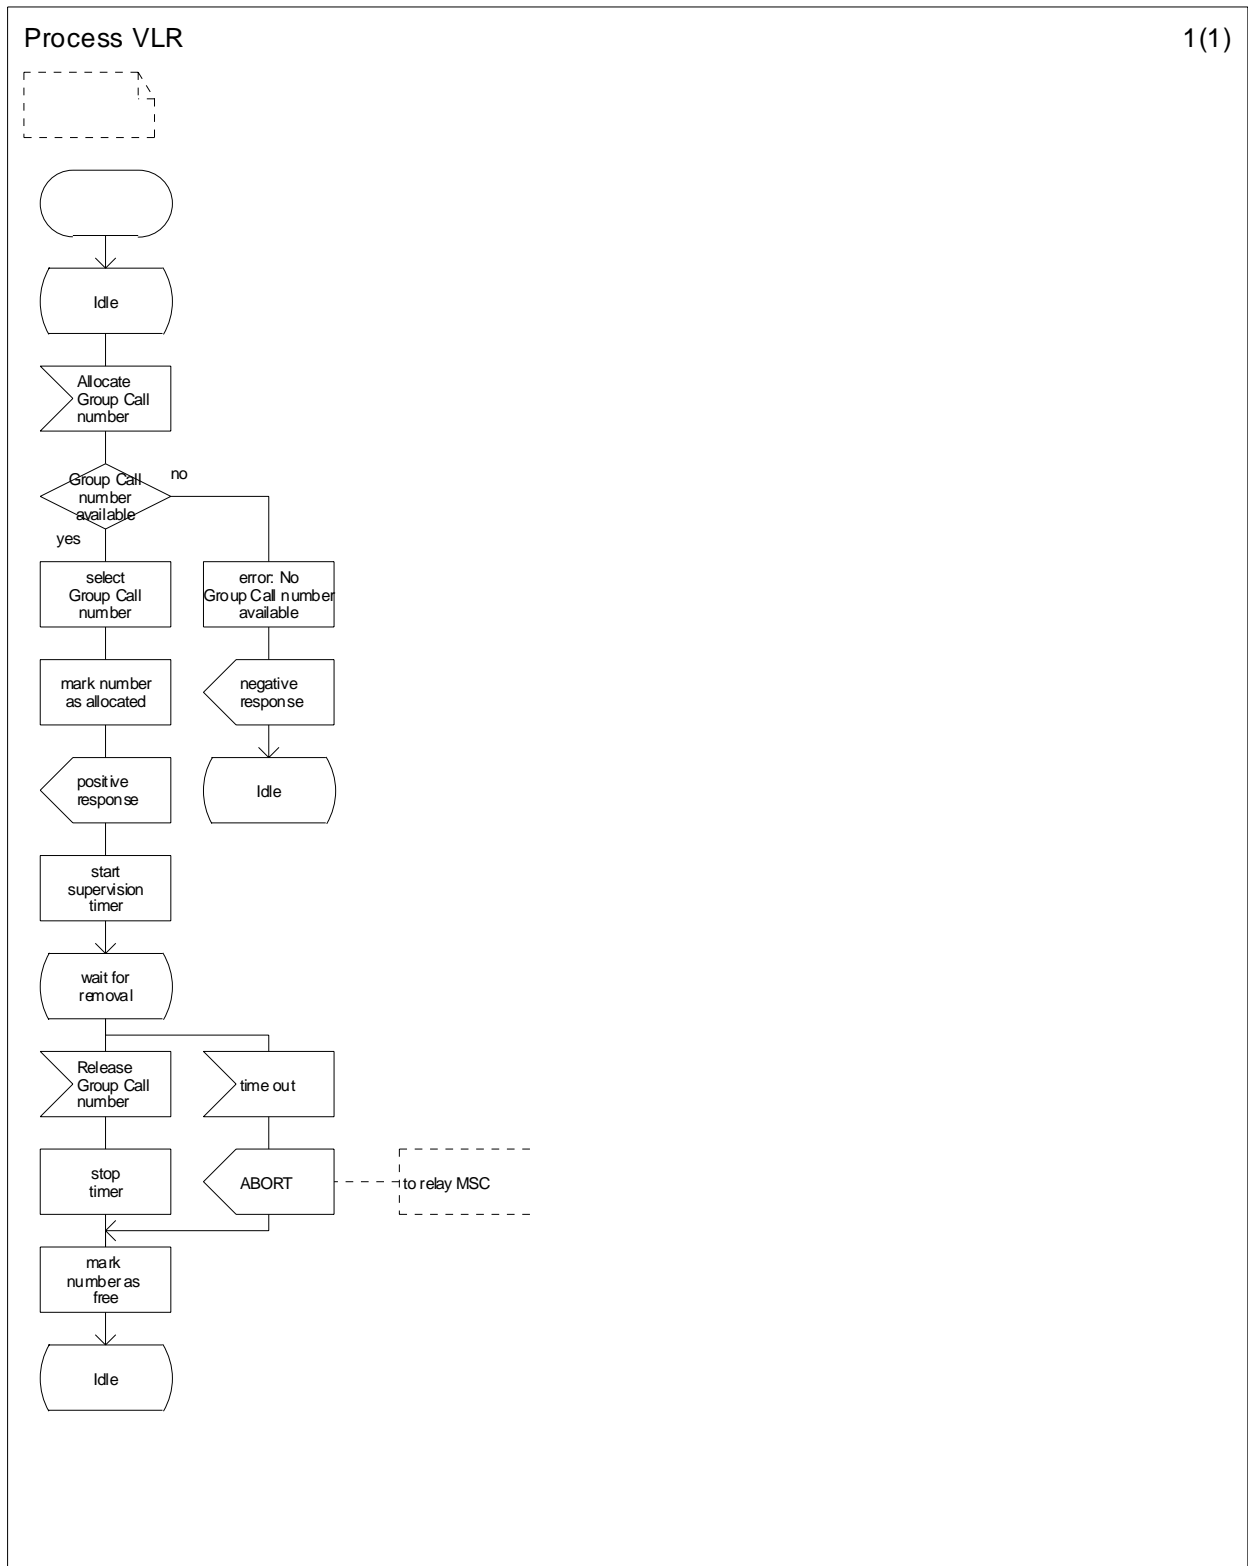 Process VLR
1(1)
Idle
Allocate
Group Call
number
Group Call
number
available
no
yes
select
Group Call
number
error: No
Group Call number
available
mark number
as allocated
negative
response
positive
response
Idle
start
supervision
timer
wait for
removal
Release
Group Call
number
time out
stop
timer
ABORT
to relay MSC
mark
number as
free
Idle